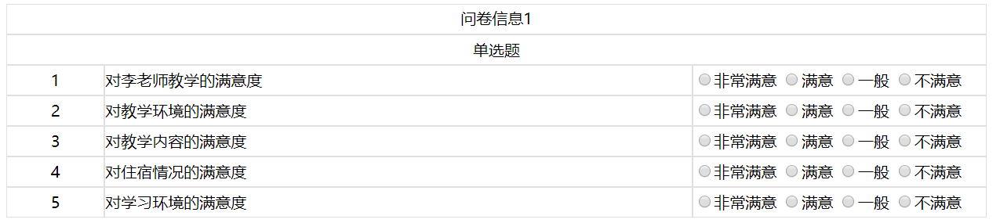 问卷信息1
单选题
1 对李老师教学的满意度 非常满意 满意 一般 不满意
2 对教学环境的满意度 非常满意 满意 一般 不满意
3 对教学内容的满意度 非常满意 满意 一般 不满意
4 对住宿情况的满意度 非常满意 满意 一般 不满意
5 对学习环境的满意度 非常满意 满意 一般 不满意